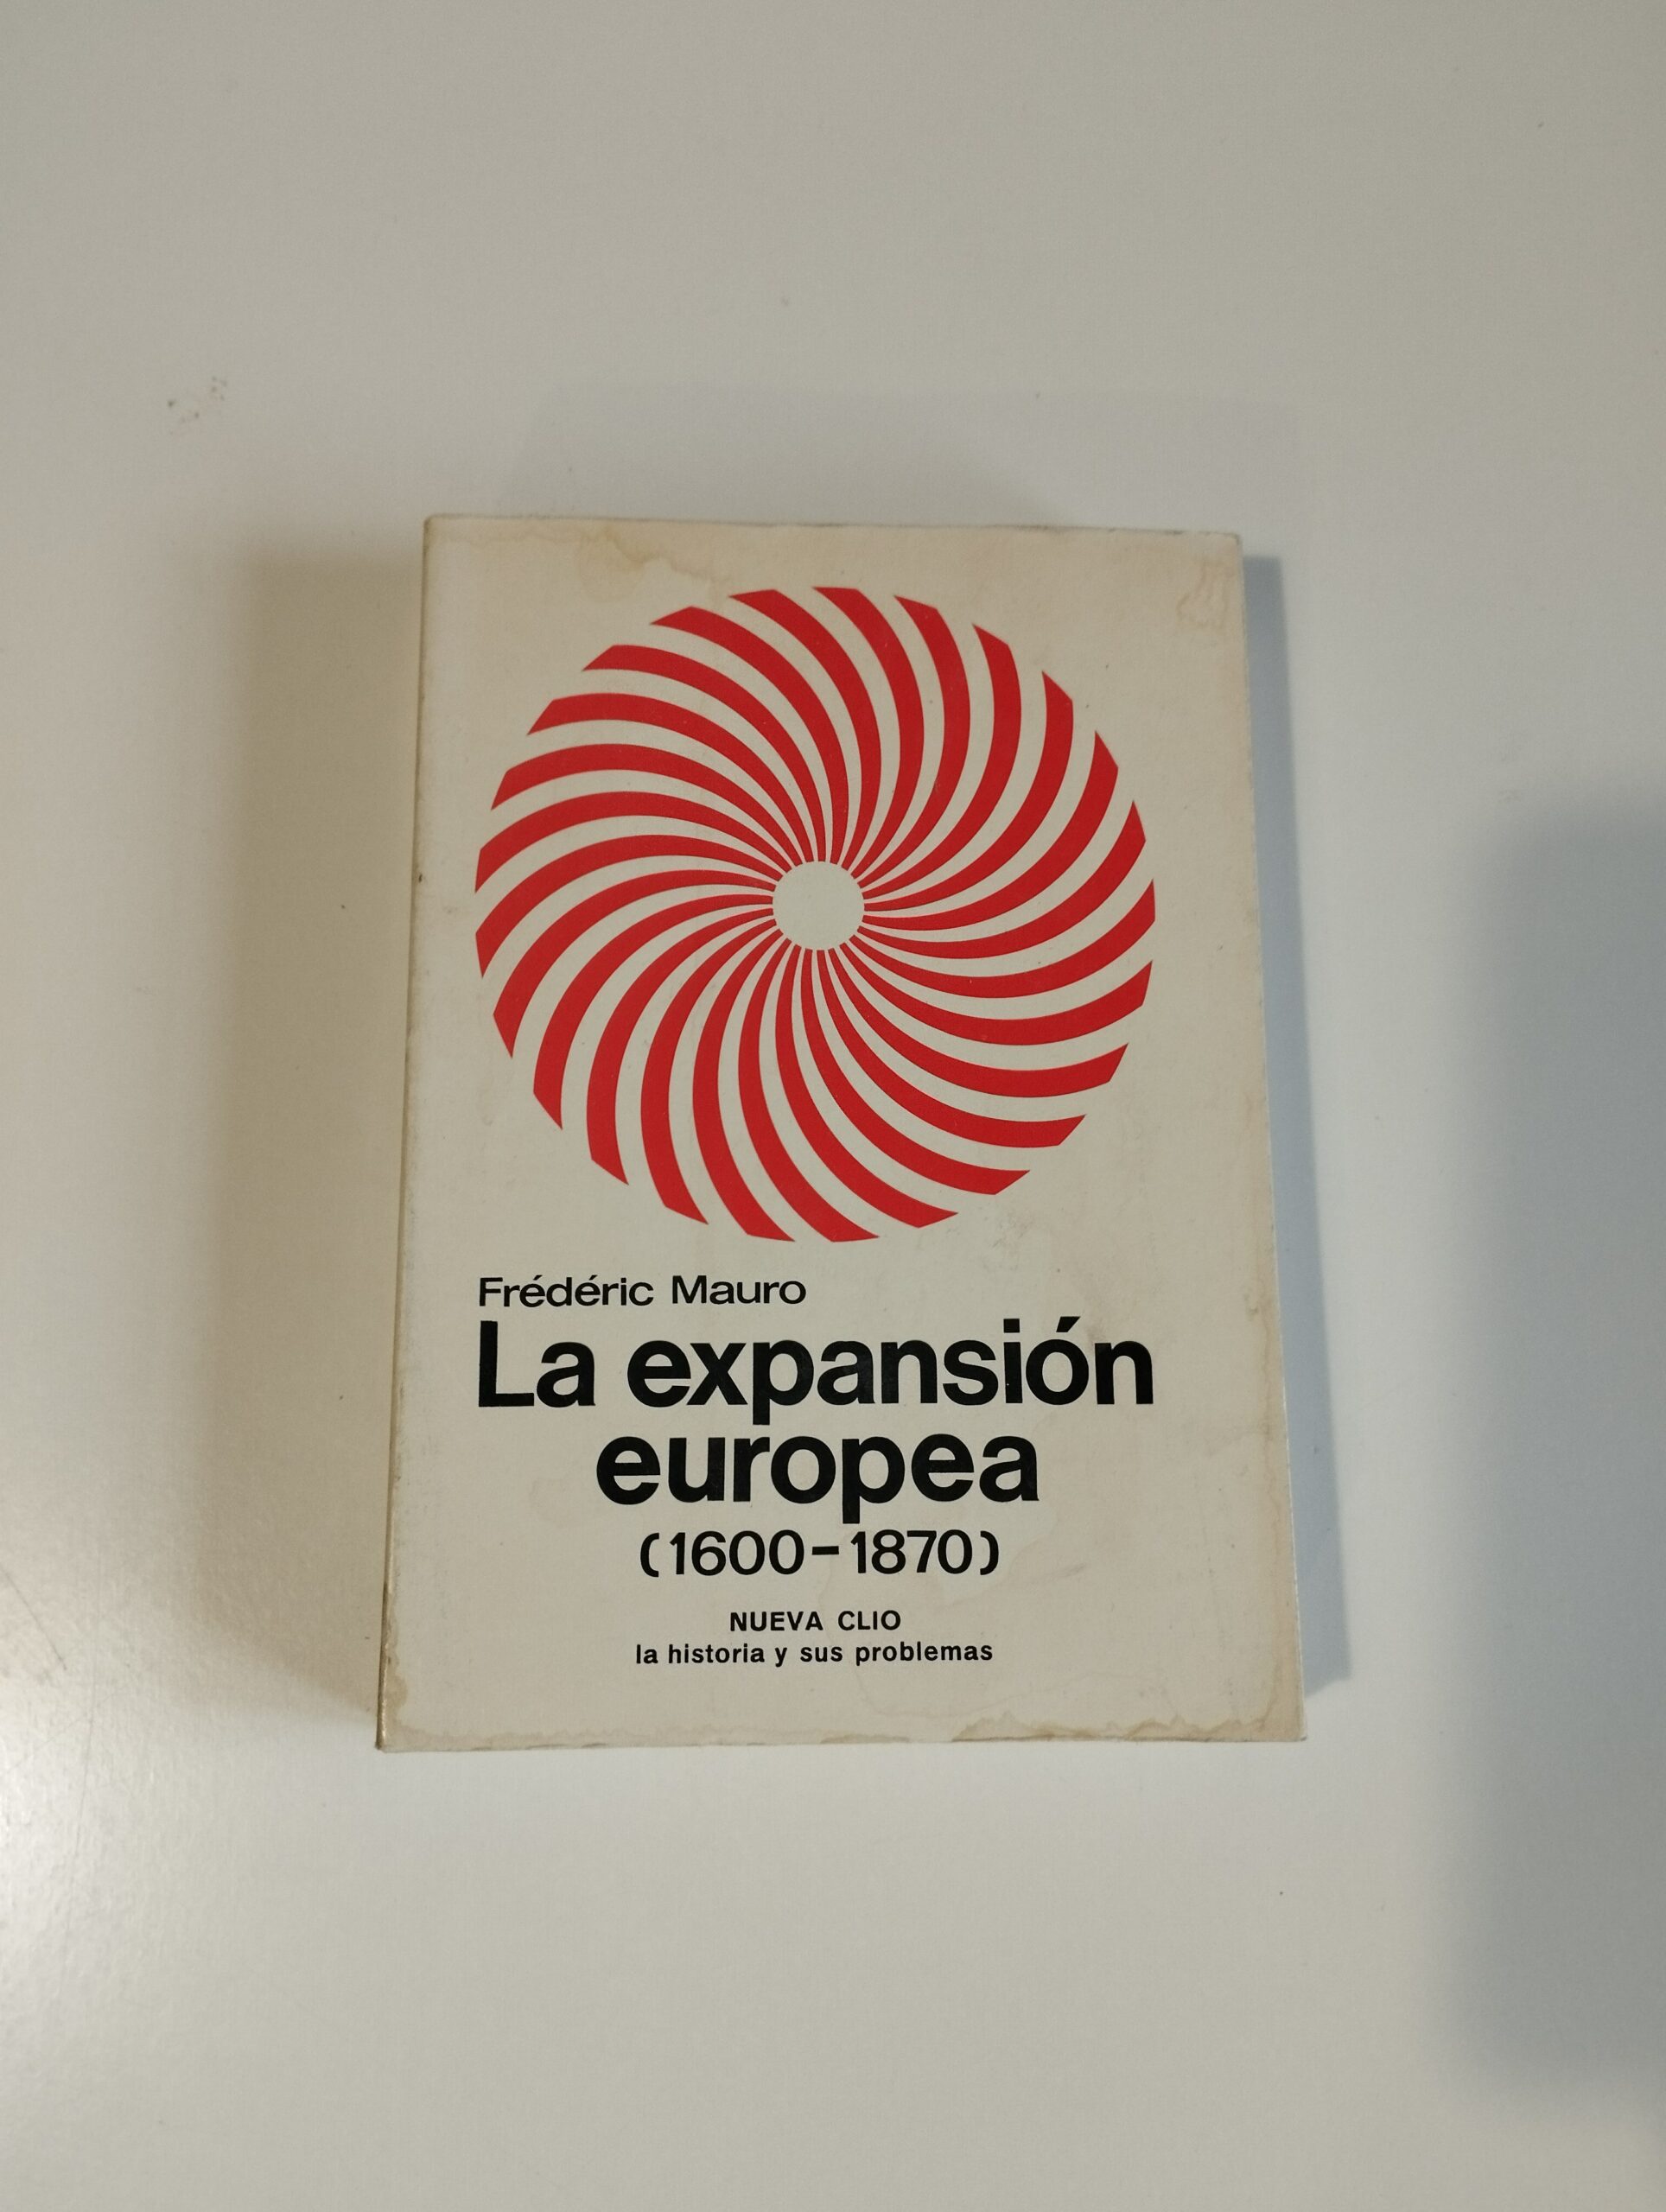 Frédéric Mauro
La expansión
europea
(1600-1870)
NUEVA CLIO
la historia y sus problemas